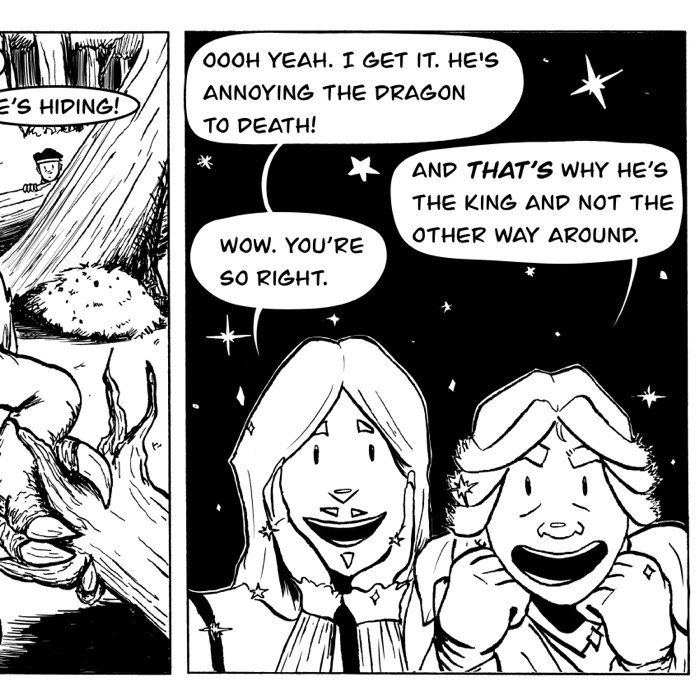 E'S HIDING!
OOOH YEAH. I GET IT. HE'S
ANNOYING THE DRAGON
TO DEATH!
AND THAT'S WHY HE'S
THE KING AND NOT THE
OTHER WAY AROUND.
WOW. YOU'RE
SO RIGHT.